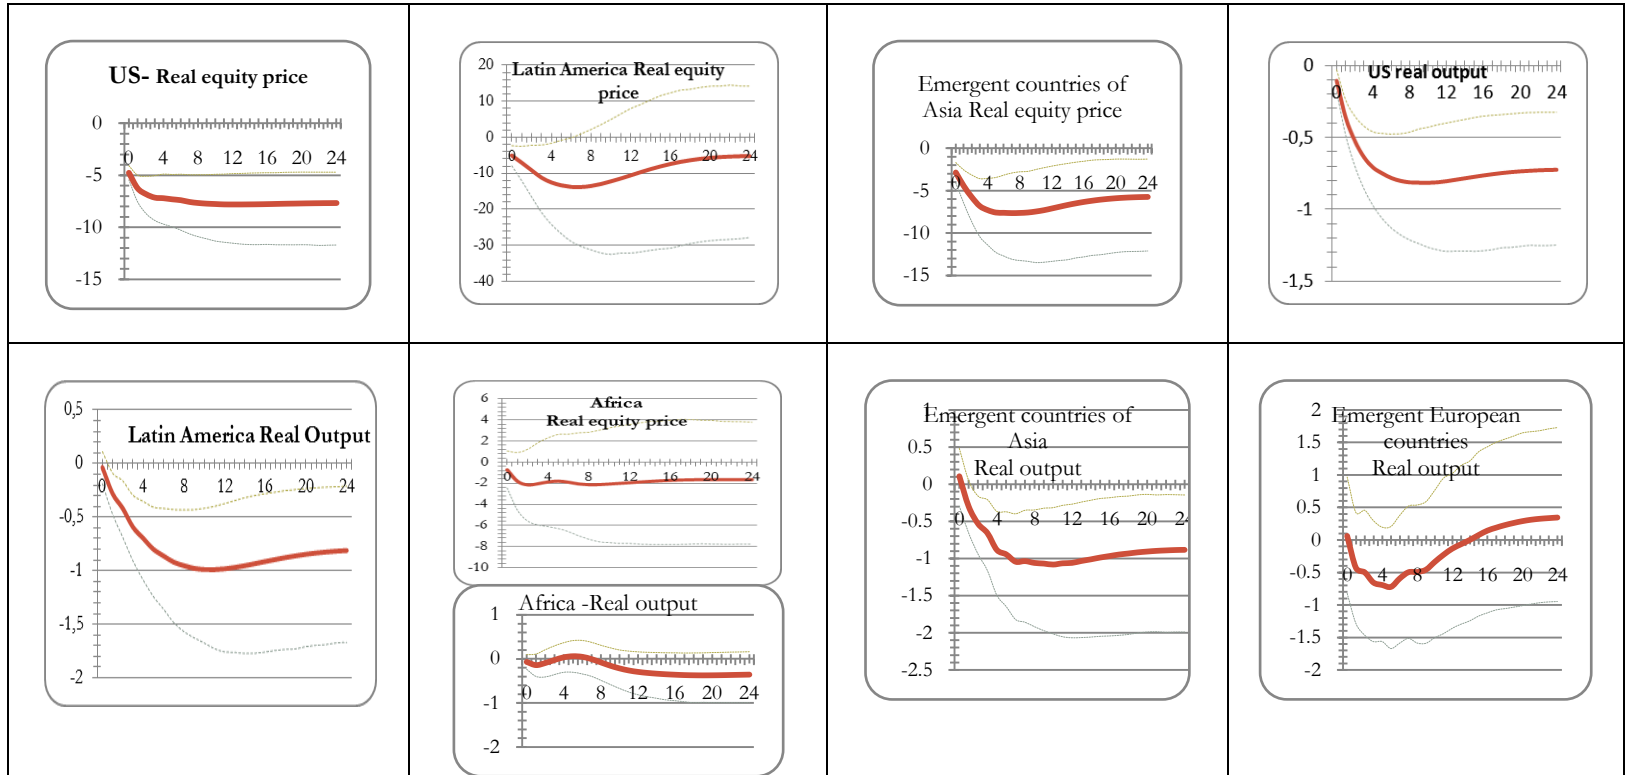 US- Real equity price
0
0 4 8 12 16 20 24
-5
-10
-15
20
Latin America Real equity
price
10
0
0 4 8 12 16 20 24
-10
-20
-30
-40
Emergent countries of
Asia Real equity price
0
0 4 8 12 16 20 24
-5
-10
-15
0
US real output
0 4 8 12 16 20 24
-0,5
-1
-1,5
0,5
Latin America Real Output
0
0 4 8 12 16 20 24
-0,5
-1
-1,5
-2
6
Africa
4
Real equity price
2
0
0 4 8 12 16 20 24
-2
-4
-6
-8
-10
Africa -Real output
1
0
0 4 8 12 16 20 24
-1
-2
1
Emergent countries of
Asia
0.5
Real output
0
0 4 8 12 16 20 24
-0.5
-1
-1.5
-2
-2.5
2
Emergent European
countries
1.5
Real output
1
0.5
0
-0.5
0 4 8 12 16 20 24
-1
-1.5
-2